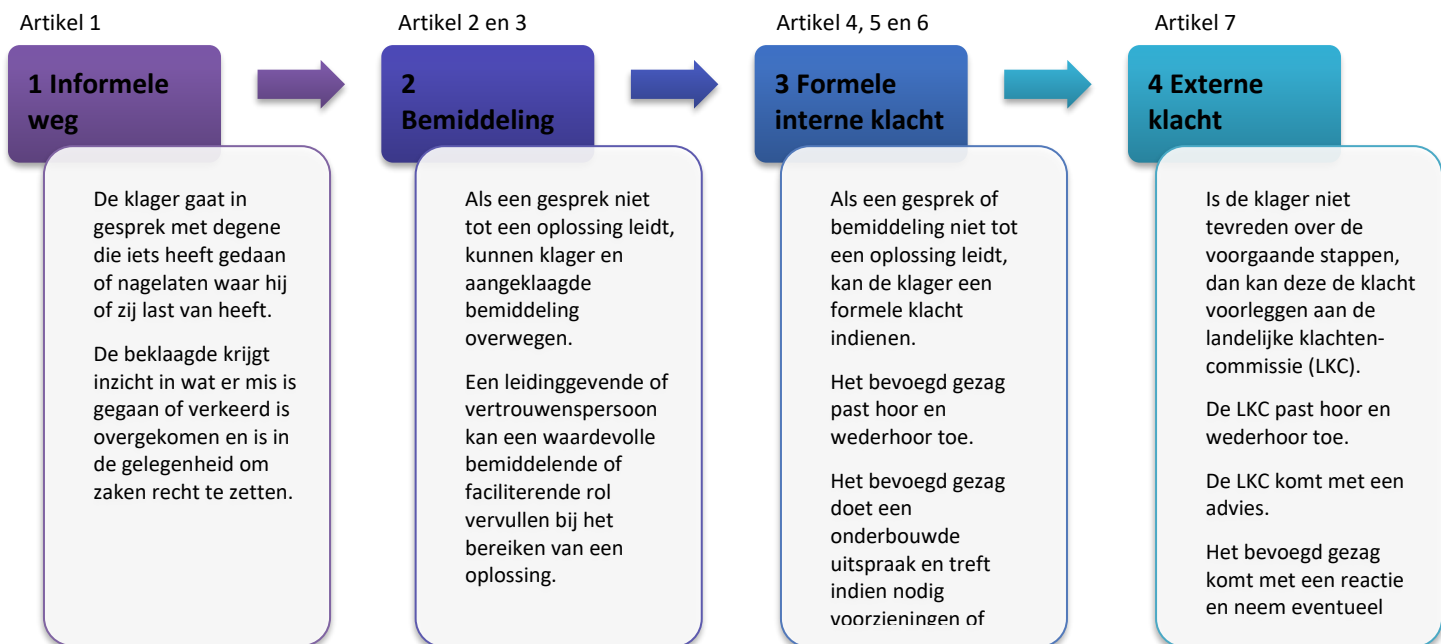 Artikel 1
1 Informele
weg
De klager gaat in
gesprek met degene
die iets heeft gedaan
of nagelaten waar hij
of zij last van heeft.
De beklaagde krijgt
inzicht in wat er mis is
gegaan of verkeerd is
overgekomen en is in
de gelegenheid om
zaken recht te zetten.
Artikel 2 en 3
2
Bemiddeling
Als een gesprek niet
tot een oplossing leidt,
kunnen klager en
aangeklaagde
bemiddeling
overwegen.
Een leidinggevende of
vertrouwenspersoon
kan een waardevolle
bemiddelende of
faciliterende rol
vervullen bij het
bereiken van een
oplossing.
Artikel 4, 5 en 6
3 Formele
interne klacht
Als een gesprek of
bemiddeling niet tot
een oplossing leidt,
kan de klager een
formele klacht
indienen.
Het bevoegd gezag
past hoor en
wederhoor toe.
Het bevoegd gezag
doet een
onderbouwde
uitspraak en treft
indien nodig
voorzieningen of
Artikel 7
4 Externe
klacht
Is de klager niet
tevreden over de
voorgaande stappen,
dan kan deze de klacht
voorleggen aan de
landelijke klachten-
commissie (LKC).
De LKC past hoor en
wederhoor toe.
De LKC komt met een
advies.
Het bevoegd gezag
komt met een reactie
en neem eventueel